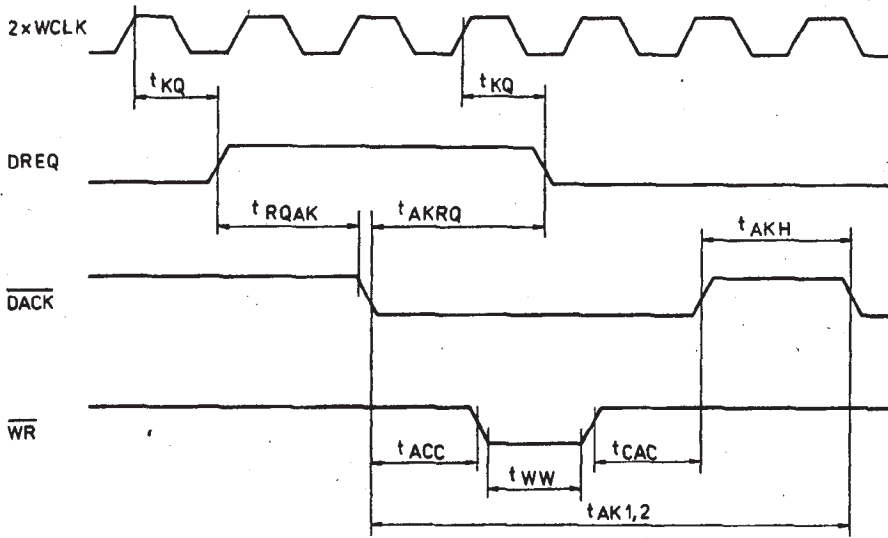 2×WCLK
tKQ tKQ
DREQ
tRQAK tAKRQ tAKH
DACK
WR
tACC tCAC
tWW
tAK1,2